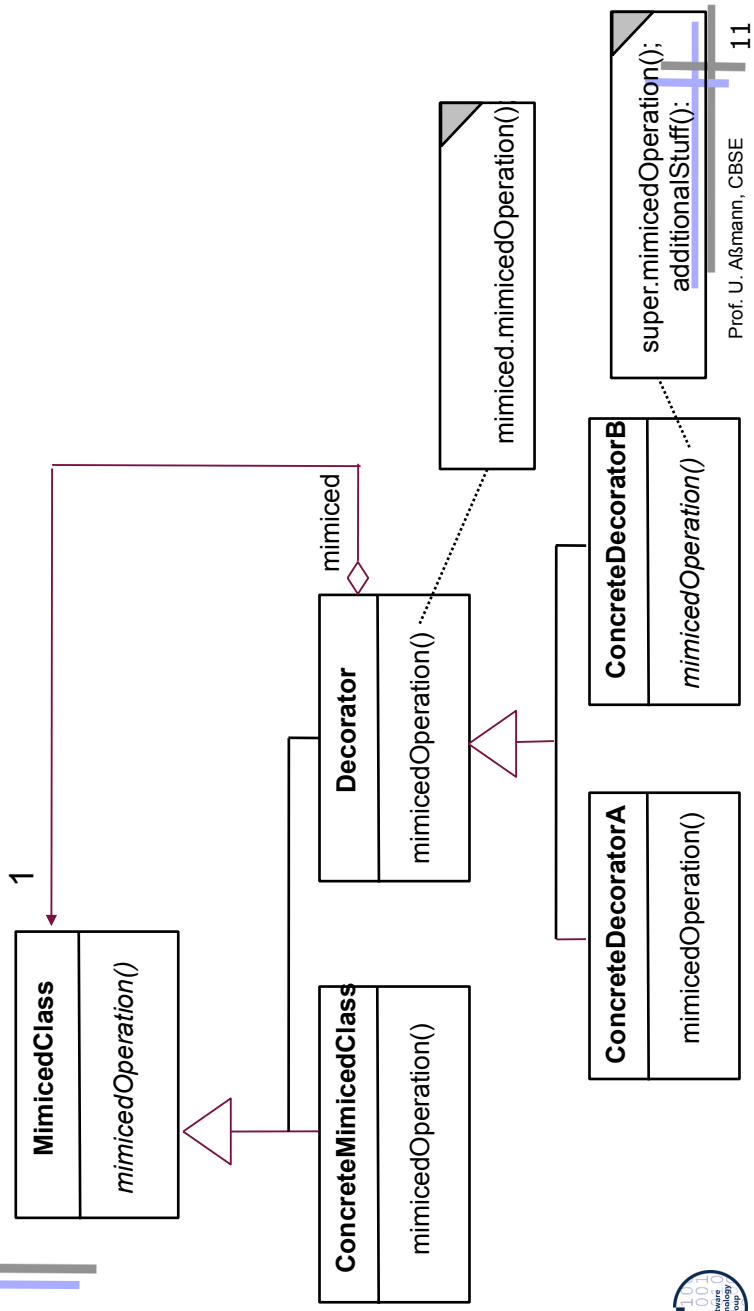 MimicedClass
mimicedOperation()
1
mimiced
ConcreteMimicedClass
mimicedOperation()
Decorator
mimicedOperation()
mimiced.mimicedOperation();
ConcreteDecoratorA
mimicedOperation()
ConcreteDecoratorB
mimicedOperation()
super.mimicedOperation();
additionalStuff():
Prof. U. Aßmann, CBSE
11